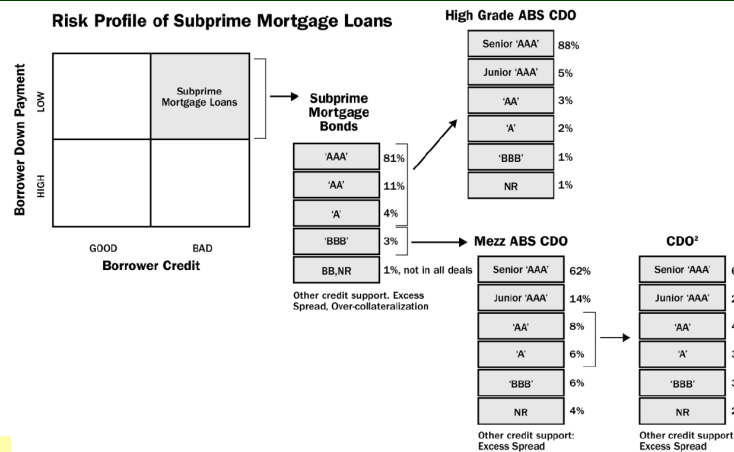 Risk Profile of Subprime Mortgage Loans
Borrower Down Payment
LOW
HIGH
Subprime
Mortgage Loans
GOOD
BAD
Borrower Credit
Subprime
Mortgage
Bonds
'AAA' 81%
'AA' 11%
'A' 4%
'BBB' 3%
BB,NR 1%, not in all deals
Other credit support. Excess
Spread, Over-collateralization
High Grade ABS CDO
Senior 'AAA' 88%
Junior 'AAA' 5%
'AA' 3%
'A' 2%
'BBB' 1%
NR 1%
Mezz ABS CDO
Senior 'AAA' 62%
Junior 'AAA' 14%
'AA' 8%
'A' 6%
'BBB' 6%
NR 4%
Other credit support:
Excess Spread
CDO²
Senior 'AAA'
Junior 'AAA'
'AA'
'A'
'BBB'
NR
Other credit support
Excess Spread